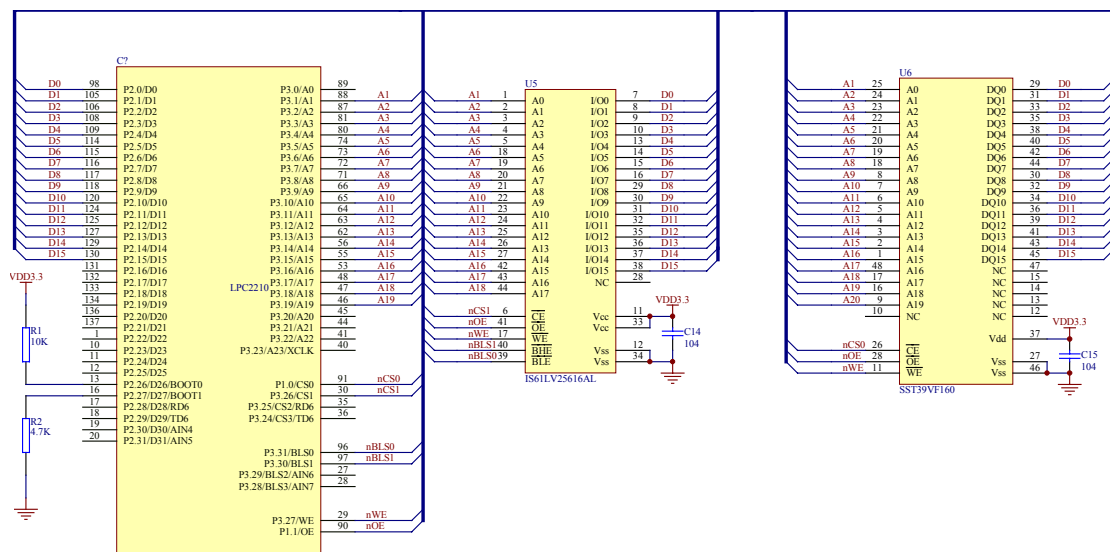 C?
D0 98 P2.0/D0 P3.0/A0 89
D1 105 P2.1/D1 P3.1/A1 88 A1
D2 106 P2.2/D2 P3.2/A2 87 A2
D3 108 P2.3/D3 P3.3/A3 81 A3
D4 109 P2.4/D4 P3.4/A4 80 A4
D5 114 P2.5/D5 P3.5/A5 74 A5
D6 115 P2.6/D6 P3.6/A6 73 A6
D7 116 P2.7/D7 P3.7/A7 72 A7
D8 117 P2.8/D8 P3.8/A8 71 A8
D9 118 P2.9/D9 P3.9/A9 66 A9
D10 120 P2.10/D10 P3.10/A10 65 A10
D11 124 P2.11/D11 P3.11/A11 64 A11
D12 125 P2.12/D12 P3.12/A12 63 A12
D13 127 P2.13/D13 P3.13/A13 62 A13
D14 129 P2.14/D14 P3.14/A14 56 A14
D15 130 P2.15/D15 P3.15/A15 55 A15
131 P2.16/D16 P3.16/A16 53 A16
132 P2.17/D17 P3.17/A17 48 A17
133 P2.18/D18 P3.18/A18 47 A18
134 P2.19/D19 P3.19/A19 46 A19
136 P2.20/D20 P3.20/A20 45
137 P2.21/D21 P3.21/A21 44
1 P2.22/D22 P3.22/A22 41
10 P2.23/D23 P3.23/A23/XCLK 40
11 P2.24/D24
12 P2.25/D25
13 P2.26/D26/BOOT0 P1.0/CS0 91 nCS0
16 P2.27/D27/BOOT1 P3.26/CS1 30 nCS1
17 P2.28/D28/RD6 P3.25/CS2/RD6 35
18 P2.29/D29/TD6 P3.24/CS3/TD6 36
19 P2.30/D30/AIN4
20 P2.31/D31/AIN5
P3.31/BLS0 96 nBLS0
P3.30/BLS1 97 nBLS1
P3.29/BLS2/AIN6 27
P3.28/BLS3/AIN7 28
P3.27/WE 29 nWE
P1.1/OE 90 nOE
LPC2210
VDD3.3
R1
10K
R2
4.7K
U5
A1 1 A0 I/O0 7 D0
A2 2 A1 I/O1 8 D1
A3 3 A2 I/O2 9 D2
A4 4 A3 I/O3 10 D3
A5 5 A4 I/O4 13 D4
A6 18 A5 I/O5 14 D5
A7 19 A6 I/O6 15 D6
A8 20 A7 I/O7 16 D7
A9 21 A8 I/O8 29 D8
A10 22 A9 I/O9 30 D9
A11 23 A10 I/O10 31 D10
A12 24 A11 I/O11 32 D11
A13 25 A12 I/O12 35 D12
A14 26 A13 I/O13 36 D13
A15 27 A14 I/O14 37 D14
A16 42 A15 I/O15 38 D15
A17 43 A16 NC 28
A18 44 A17
nCS1 6 CE Vcc 11
nOE 41 OE Vcc 33
nWE 17 WE
nBLS1 40 BHE Vss 12
nBLS0 39 BLE Vss 34
IS61LV25616AL
VDD3.3
C14
104
U6
A1 25 A0 DQ0 29 D0
A2 24 A1 DQ1 31 D1
A3 23 A2 DQ2 33 D2
A4 22 A3 DQ3 35 D3
A5 21 A4 DQ4 38 D4
A6 20 A5 DQ5 40 D5
A7 19 A6 DQ6 42 D6
A8 18 A7 DQ7 44 D7
A9 8 A8 DQ8 30 D8
A10 7 A9 DQ9 32 D9
A11 6 A10 DQ10 34 D10
A12 5 A11 DQ11 36 D11
A13 4 A12 DQ12 39 D12
A14 3 A13 DQ13 41 D13
A15 2 A14 DQ14 43 D14
A16 1 A15 DQ15 45 D15
A17 48 A16 NC 47
A18 17 A17 NC 15
A19 16 A18 NC 14
A20 9 A19 NC 13
10 NC NC 12
Vdd 37
nCS0 26 CE
nOE 28 OE Vss 27
nWE 11 WE Vss 46
SST39VF160
VDD3.3
C15
104